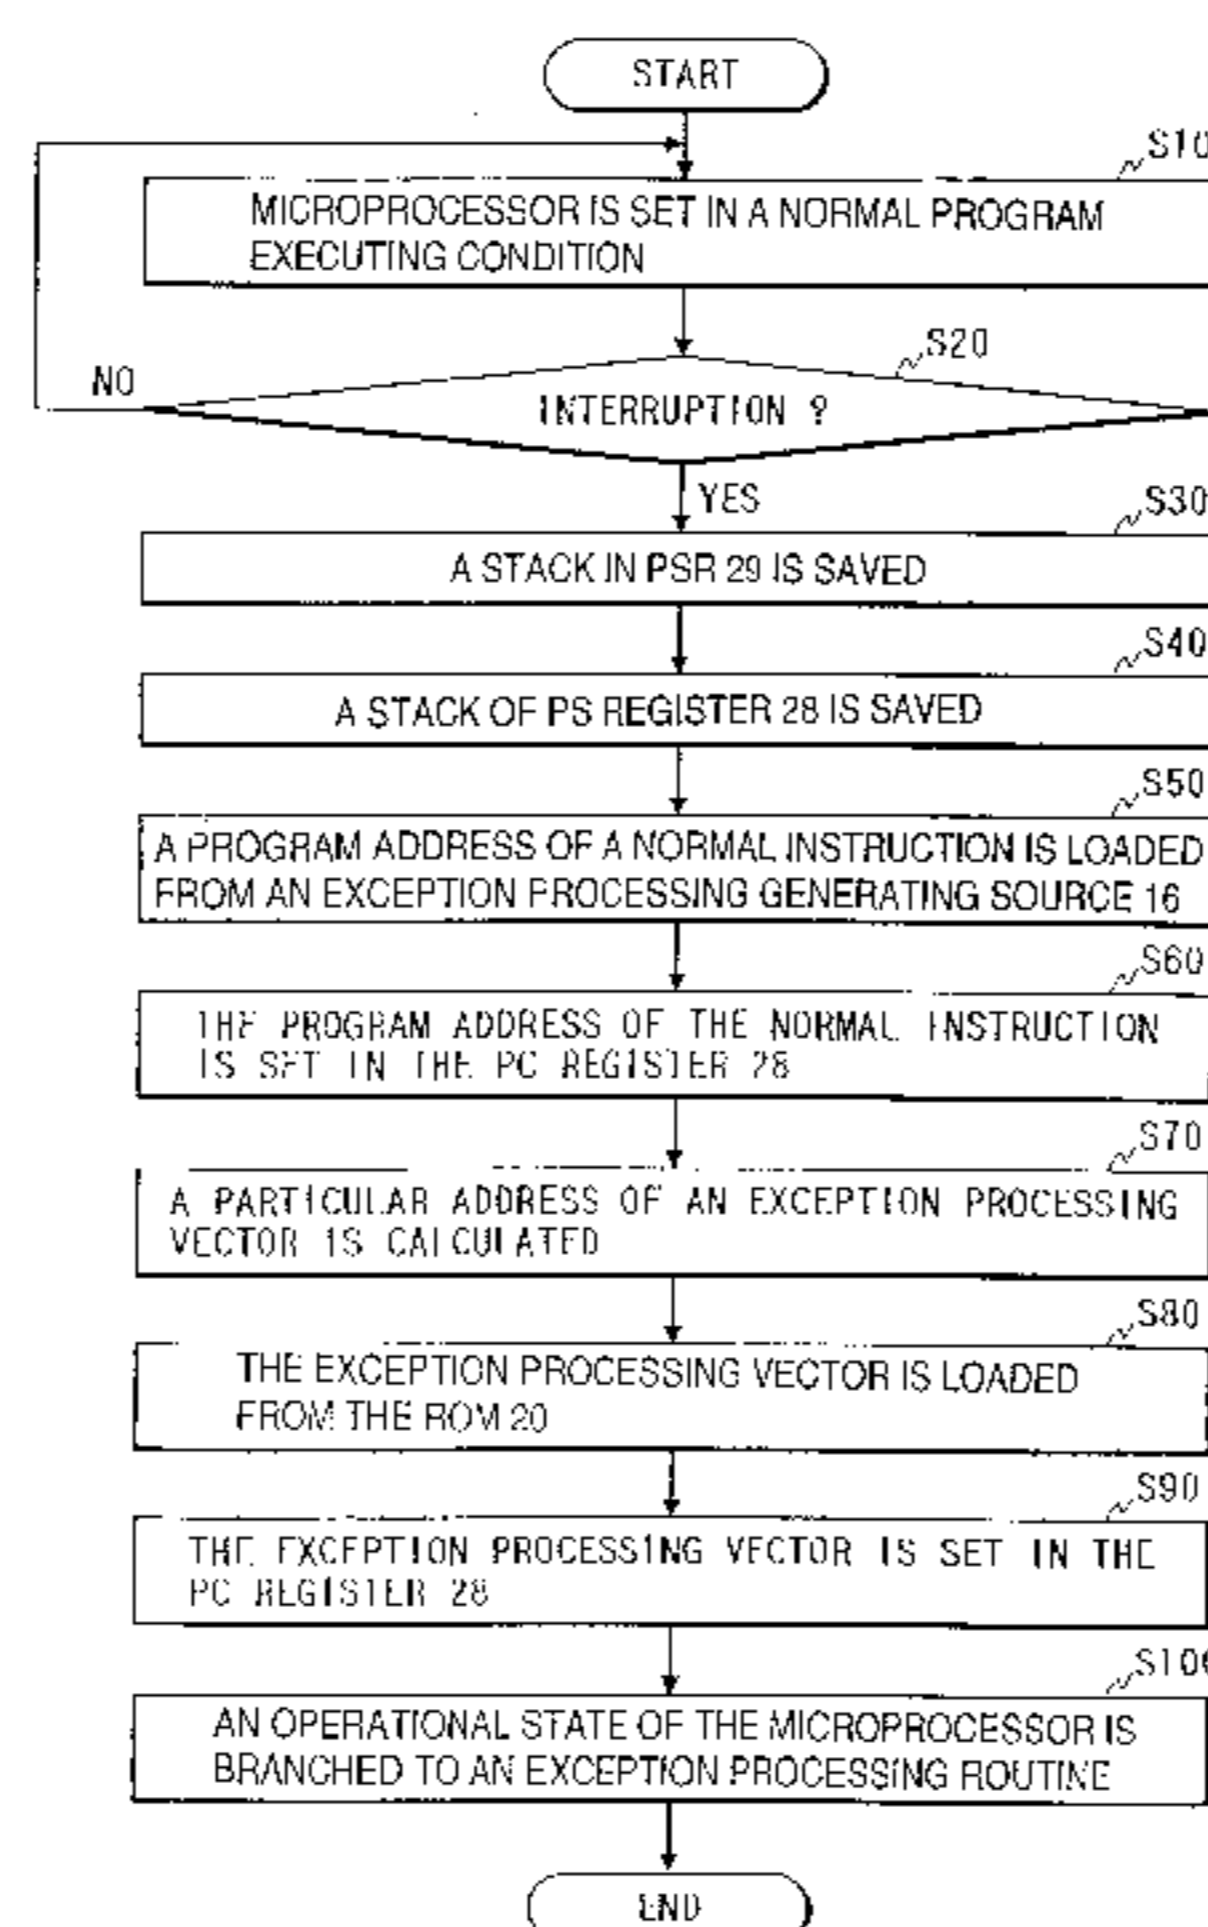 START
S10
MICROPROCESSOR IS SET IN A NORMAL PROGRAM
EXECUTING CONDITION
S20
NO
INTERRUPTION ?
YES
S30
A STACK IN PSR 29 IS SAVED
S40
A STACK OF PS REGISTER 28 IS SAVED
S50
A PROGRAM ADDRESS OF A NORMAL INSTRUCTION IS LOADED
FROM AN EXCEPTION PROCESSING GENERATING SOURCE 16
S60
THE PROGRAM ADDRESS OF THE NORMAL INSTRUCTION
IS SET IN THE PC REGISTER 28
S70
A PARTICULAR ADDRESS OF AN EXCEPTION PROCESSING
VECTOR IS CALCULATED
S80
THE EXCEPTION PROCESSING VECTOR IS LOADED
FROM THE ROM 20
S90
THE EXCEPTION PROCESSING VECTOR IS SET IN THE
PC REGISTER 28
S100
AN OPERATIONAL STATE OF THE MICROPROCESSOR IS
BRANCHED TO AN EXCEPTION PROCESSING ROUTINE
END